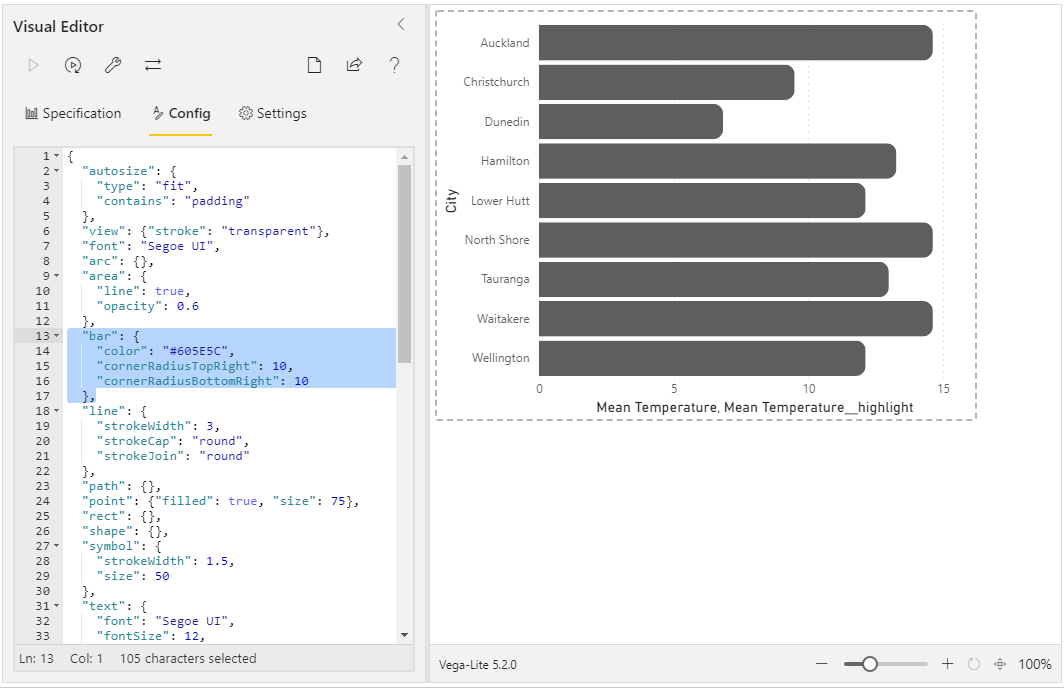 Visual Editor
Specification
Config
Settings
1 {
2 "autosize": {
3 "type": "fit",
4 "contains": "padding"
5 },
6 "view": {"stroke": "transparent"},
7 "font": "Segoe UI",
8 "arc": {},
9 "area": {
10 "line": true,
11 "opacity": 0.6
12 },
13 "bar": {
14 "color": "#605E5C",
15 "cornerRadiusTopRight": 10,
16 "cornerRadiusBottomRight": 10
17 },
18 "line": {
19 "strokeWidth": 3,
20 "strokeCap": "round",
21 "strokeJoin": "round"
22 },
23 "path": {},
24 "point": {"filled": true, "size": 75},
25 "rect": {},
26 "shape": {},
27 "symbol": {
28 "strokeWidth": 1.5,
29 "size": 50
30 },
31 "text": {
32 "font": "Segoe UI",
33 "fontSize": 12,
Ln: 13 Col: 1 105 characters selected
City
Auckland
Christchurch
Dunedin
Hamilton
Lower Hutt
North Shore
Tauranga
Waitakere
Wellington
0 5 10 15
Mean Temperature, Mean Temperature__highlight
Vega-Lite 5.2.0
100%